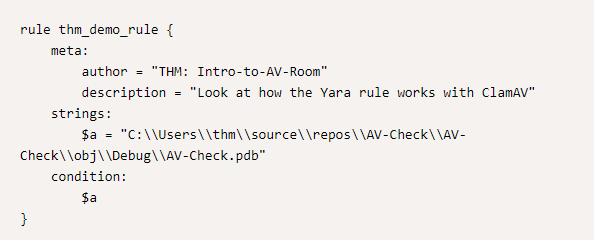 rule thm_demo_rule {
    meta:
        author = "THM: Intro-to-AV-Room"
        description = "Look at how the Yara rule works with ClamAV"
    strings:
        $a = "C:\\Users\\thm\\source\\repos\\AV-Check\\AV-
Check\\obj\\Debug\\AV-Check.pdb"
    condition:
        $a
}